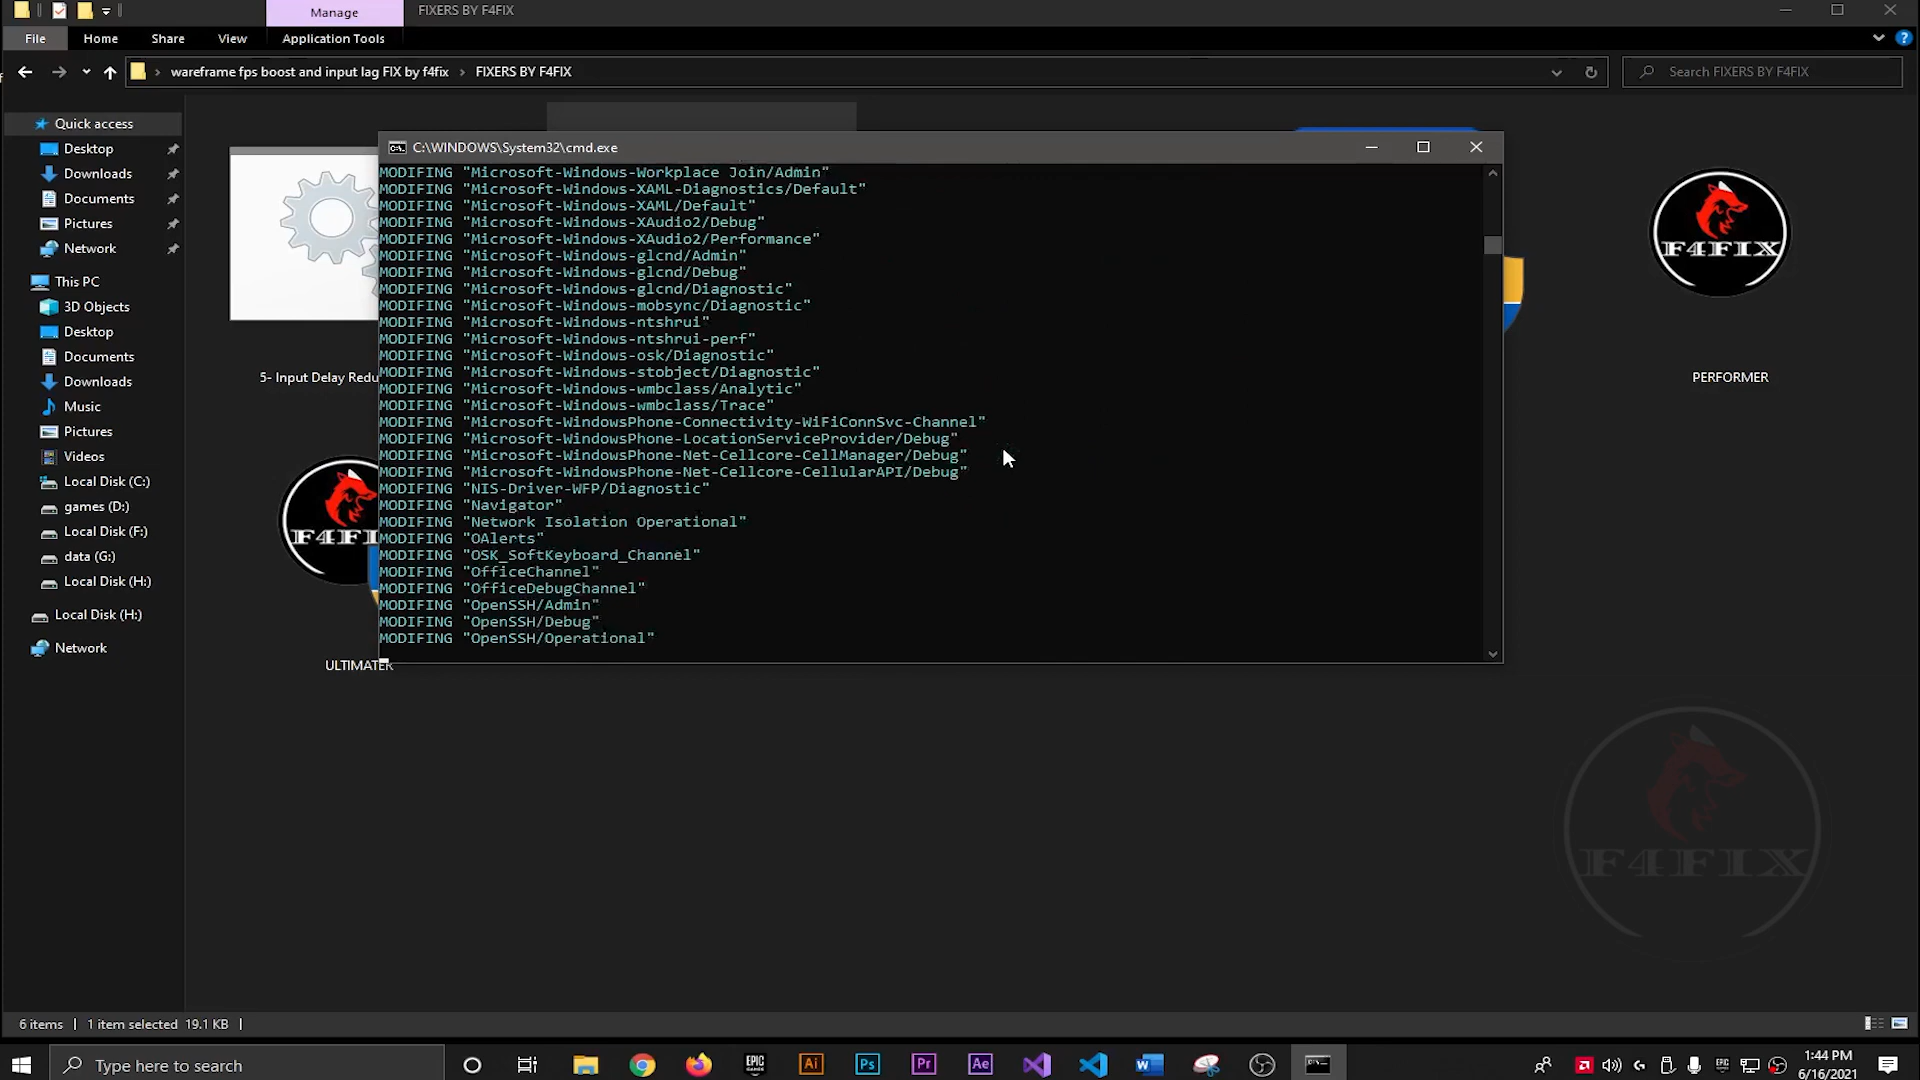 Manage
FIXERS BY F4FIX
File
Home
Share
View
Application Tools
wareframe fps boost and input lag FIX by f4fix > FIXERS BY F4FIX
Search FIXERS BY F4FIX
Quick access
Desktop
Downloads
Documents
Pictures
Network
This PC
3D Objects
Desktop
Documents
Downloads
Music
Pictures
Videos
Local Disk (C:)
games (D:)
Local Disk (F:)
data (G:)
Local Disk (H:)
Local Disk (H:)
Network
5- Input Delay Redu
F4FIX
ULTIMATER
F4FIX
PERFORMER
C:\WINDOWS\System32\cmd.exe
MODIFING "Microsoft-Windows-Workplace Join/Admin"
MODIFING "Microsoft-Windows-XAML-Diagnostics/Default"
MODIFING "Microsoft-Windows-XAML/Default"
MODIFING "Microsoft-Windows-XAudio2/Debug"
MODIFING "Microsoft-Windows-XAudio2/Performance"
MODIFING "Microsoft-Windows-glcnd/Admin"
MODIFING "Microsoft-Windows-glcnd/Debug"
MODIFING "Microsoft-Windows-glcnd/Diagnostic"
MODIFING "Microsoft-Windows-mobsync/Diagnostic"
MODIFING "Microsoft-Windows-ntshrui"
MODIFING "Microsoft-Windows-ntshrui-perf"
MODIFING "Microsoft-Windows-osk/Diagnostic"
MODIFING "Microsoft-Windows-stobject/Diagnostic"
MODIFING "Microsoft-Windows-wmbclass/Analytic"
MODIFING "Microsoft-Windows-wmbclass/Trace"
MODIFING "Microsoft-WindowsPhone-Connectivity-WiFiConnSvc-Channel"
MODIFING "Microsoft-WindowsPhone-LocationServiceProvider/Debug"
MODIFING "Microsoft-WindowsPhone-Net-Cellcore-CellManager/Debug"
MODIFING "Microsoft-WindowsPhone-Net-Cellcore-CellularAPI/Debug"
MODIFING "NIS-Driver-WFP/Diagnostic"
MODIFING "Navigator"
MODIFING "Network Isolation Operational"
MODIFING "OAlerts"
MODIFING "OSK_SoftKeyboard_Channel"
MODIFING "OfficeChannel"
MODIFING "OfficeDebugChannel"
MODIFING "OpenSSH/Admin"
MODIFING "OpenSSH/Debug"
MODIFING "OpenSSH/Operational"
F4FIX
6 items
1 item selected 19.1 KB
Type here to search
EPIC GAMES
Ai
Ps
Pr
Ae
1:44 PM
6/16/2021